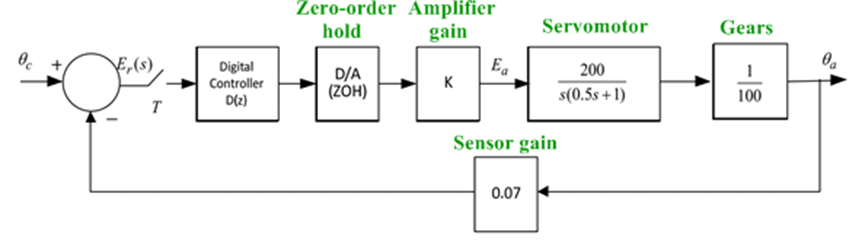 Zero-order Amplifier
hold gain Servomotor Gears
θc + Er(s) T −
Digital
Controller
D(z)
D/A
(ZOH)
K
Ea
200
s(0.5s+1)
1
100
θa
Sensor gain
0.07